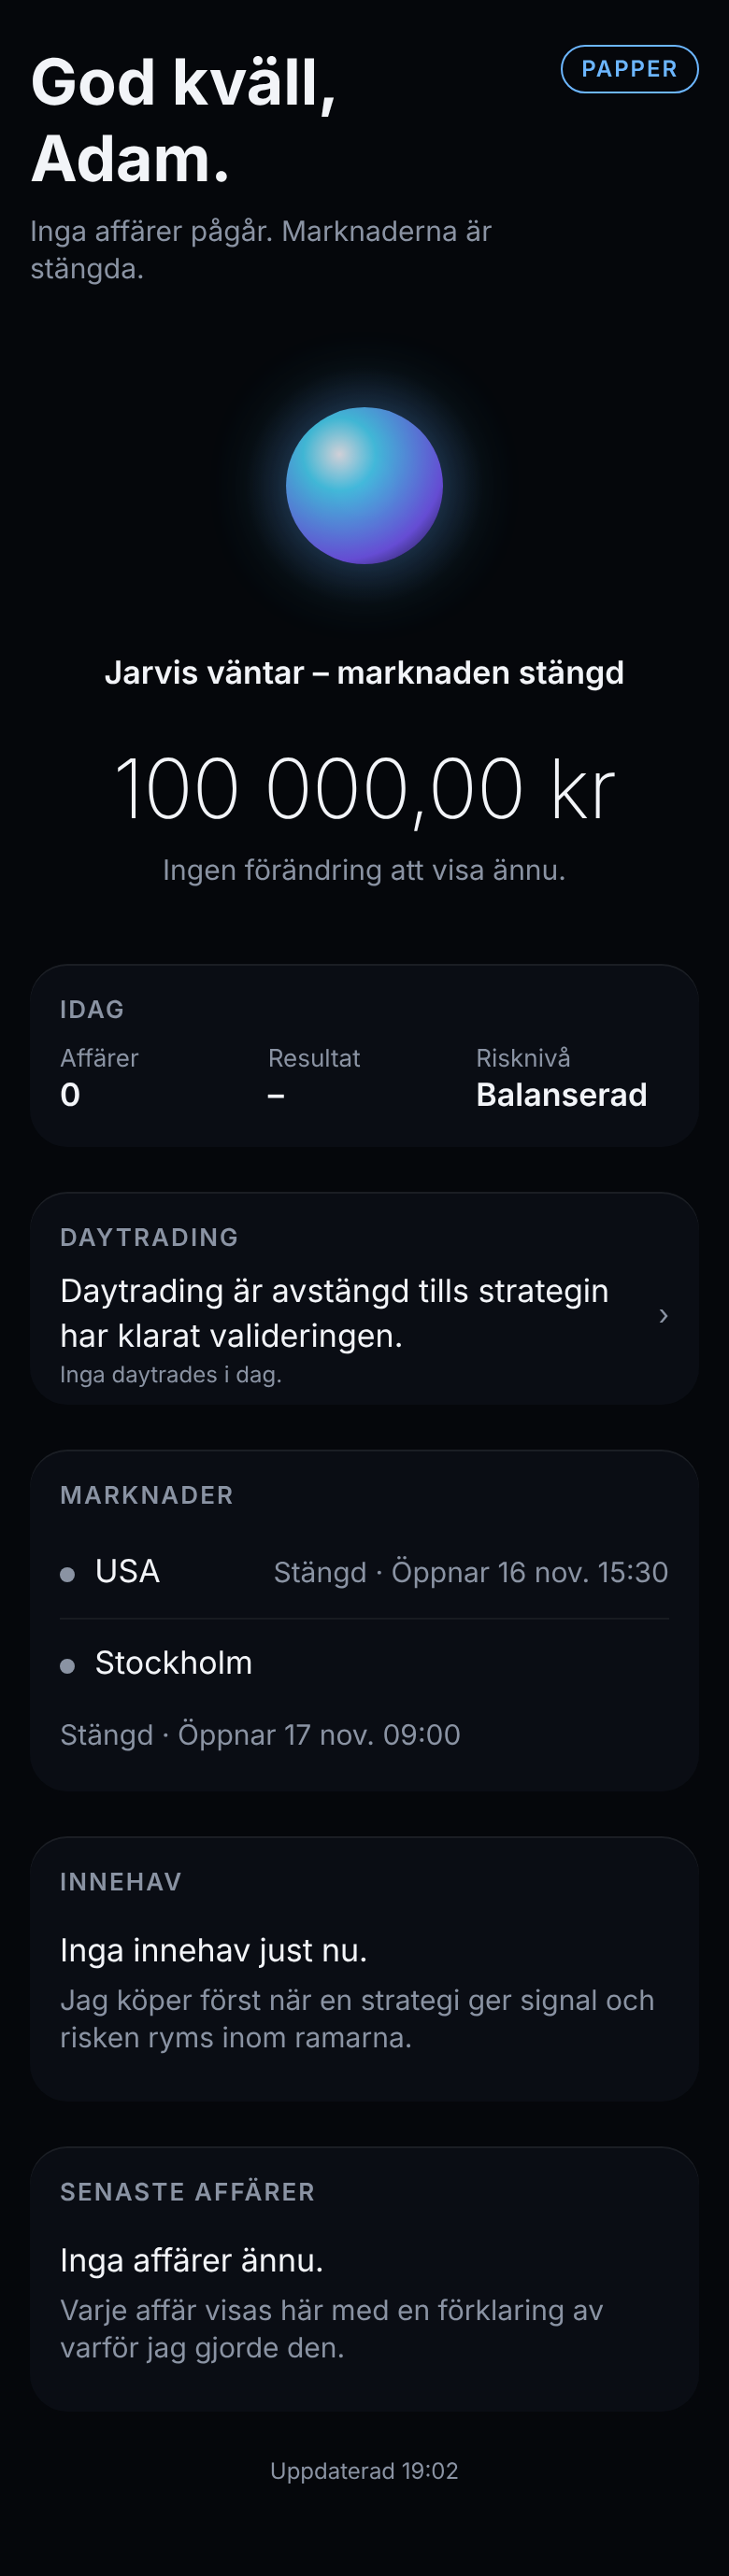 God kväll,
Adam.
PAPPER
Inga affärer pågår. Marknaderna är
stängda.
Jarvis väntar – marknaden stängd
100 000,00 kr
Ingen förändring att visa ännu.
IDAG
Affärer
0
Resultat
–
Risknivå
Balanserad
DAYTRADING
Daytrading är avstängd tills strategin
har klarat valideringen.
Inga daytrades i dag.
›
MARKNADER
USA
Stängd · Öppnar 16 nov. 15:30
Stockholm
Stängd · Öppnar 17 nov. 09:00
INNEHAV
Inga innehav just nu.
Jag köper först när en strategi ger signal och
risken ryms inom ramarna.
SENASTE AFFÄRER
Inga affärer ännu.
Varje affär visas här med en förklaring av
varför jag gjorde den.
Uppdaterad 19:02